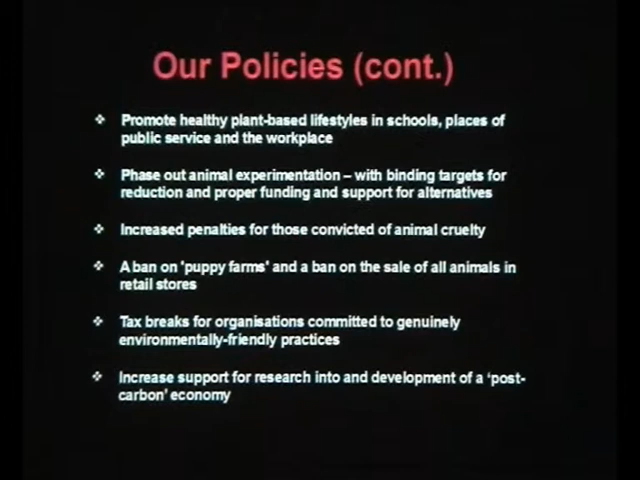 Our Policies (cont.)
❖ Promote healthy plant-based lifestyles in schools, places of
public service and the workplace
❖ Phase out animal experimentation – with binding targets for
reduction and proper funding and support for alternatives
❖ Increased penalties for those convicted of animal cruelty
❖ A ban on 'puppy farms' and a ban on the sale of all animals in
retail stores
❖ Tax breaks for organisations committed to genuinely
environmentally-friendly practices
❖ Increase support for research into and development of a 'post-
carbon' economy